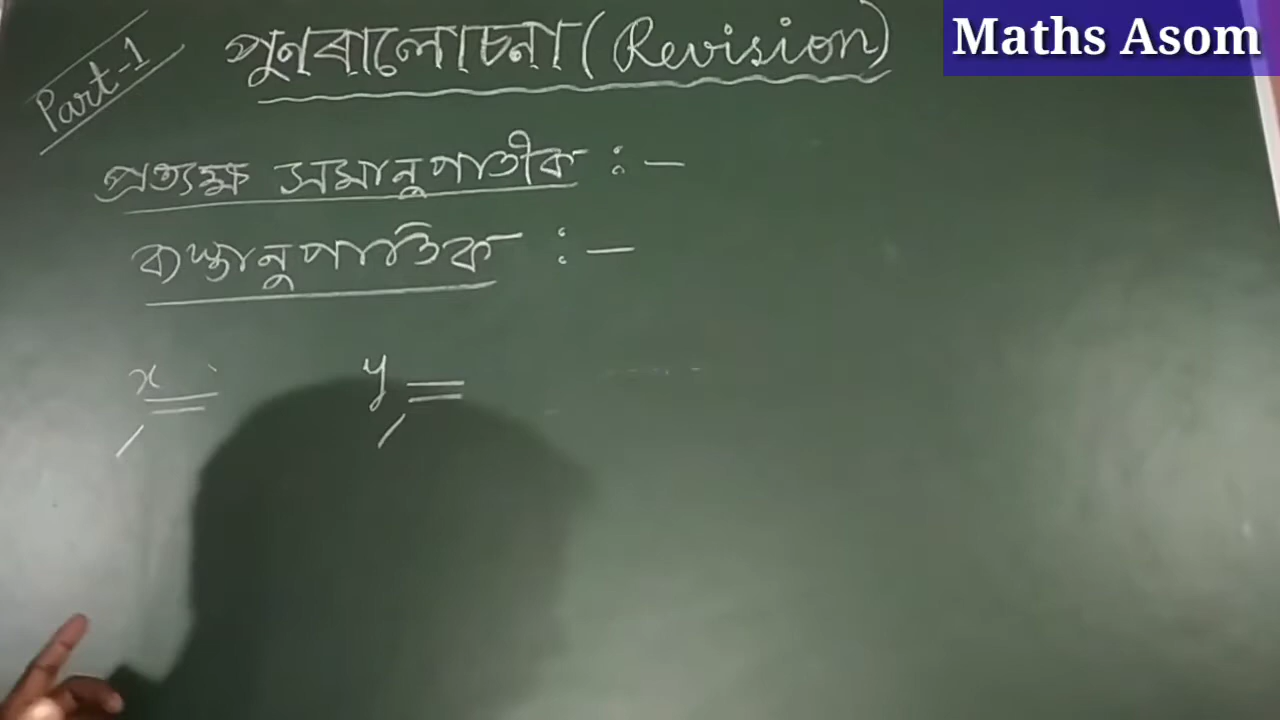 Maths Asom
Part-1
পুনৰালোচনা (Revision)
প্ৰত্যক্ষ সমানুপাতীক :-
ব্যস্তানুপাতিক :-
x y